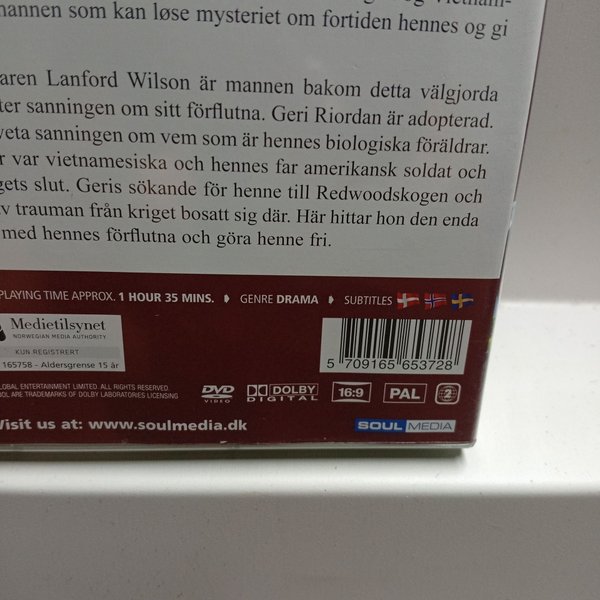 mannen som kan løse mysteriet om fortiden hennes og gi
aren Lanford Wilson är mannen bakom detta välgjorda
ter sanningen om sitt förflutna. Geri Riordan är adopterad.
veta sanningen om vem som är hennes biologiska föräldrar.
r var vietnamesiska och hennes far amerikansk soldat och
gets slut. Geris sökande för henne till Redwoodskogen och
v trauman från kriget bosatt sig där. Här hittar hon den enda
med hennes förflutna och göra henne fri.
PLAYING TIME APPROX. 1 HOUR 35 MINS. GENRE DRAMA SUBTITLES
Medietilsynet
NORWEGIAN MEDIA AUTHORITY
KUN REGISTRERT
165758 - Aldersgrense 15 år
5 709165 653728
LOBAL ENTERTAINMENT LIMITED. ALL RIGHTS RESERVED.
BOL ARE TRADEMARKS OF DOLBY LABORATORIES LICENSING
DVD VIDEO
DOLBY DIGITAL
16:9
PAL
2
Visit us at: www.soulmedia.dk
SOUL MEDIA